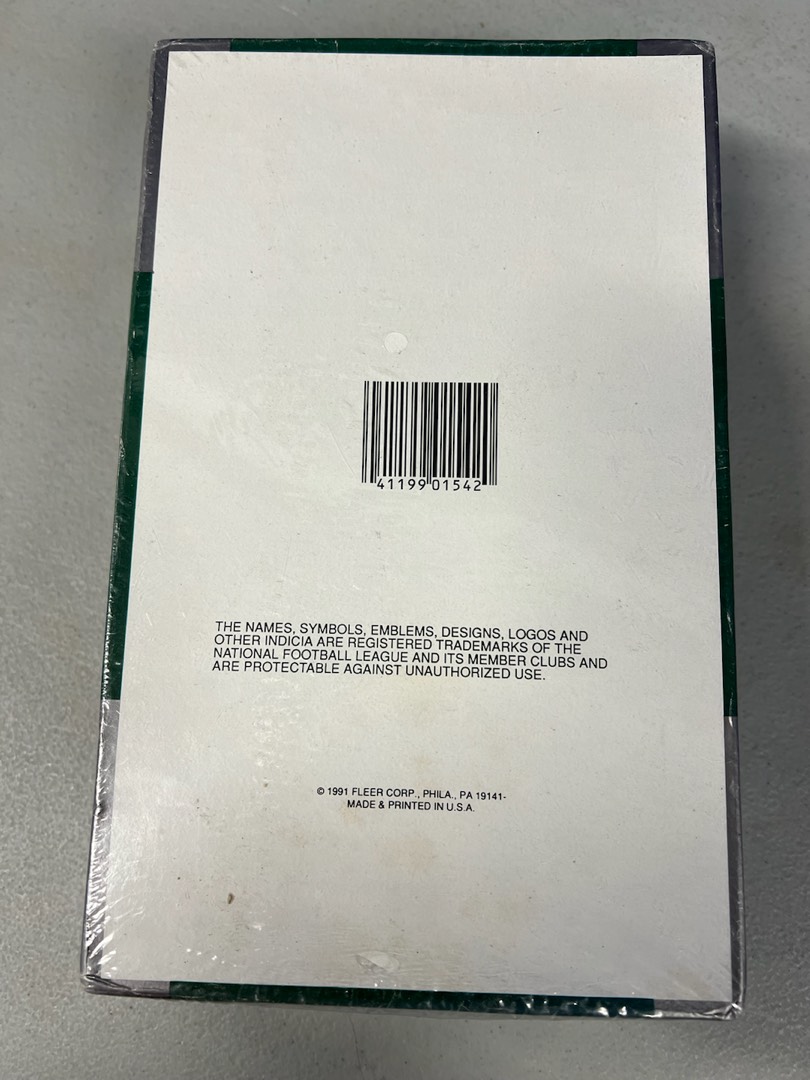 41199 01542
THE NAMES, SYMBOLS, EMBLEMS, DESIGNS, LOGOS AND
OTHER INDICIA ARE REGISTERED TRADEMARKS OF THE
NATIONAL FOOTBALL LEAGUE AND ITS MEMBER CLUBS AND
ARE PROTECTABLE AGAINST UNAUTHORIZED USE.
© 1991 FLEER CORP., PHILA., PA 19141-
MADE & PRINTED IN U.S.A.